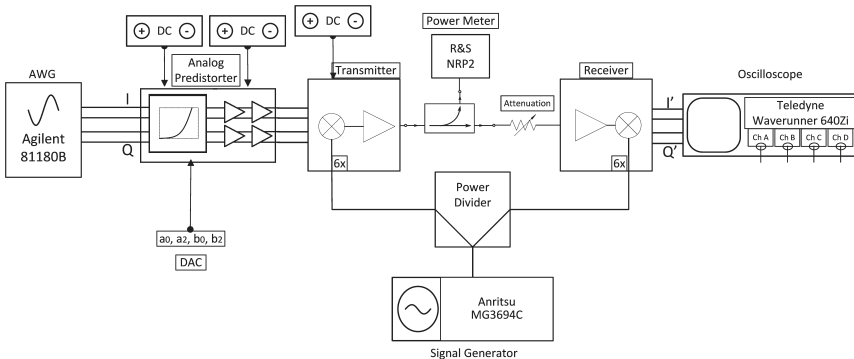 DC
DC
DC
Power Meter
R&S
NRP2
AWG
Analog
Predistorter
Transmitter
Receiver
Oscilloscope
Agilent
81180B
I
Q
Attenuation
I'
Q'
Teledyne
Waverunner 640Zi
Ch A Ch B Ch C Ch D
6x
6x
Power
Divider
a0, a2, b0, b2
DAC
Anritsu
MG3694C
Signal Generator